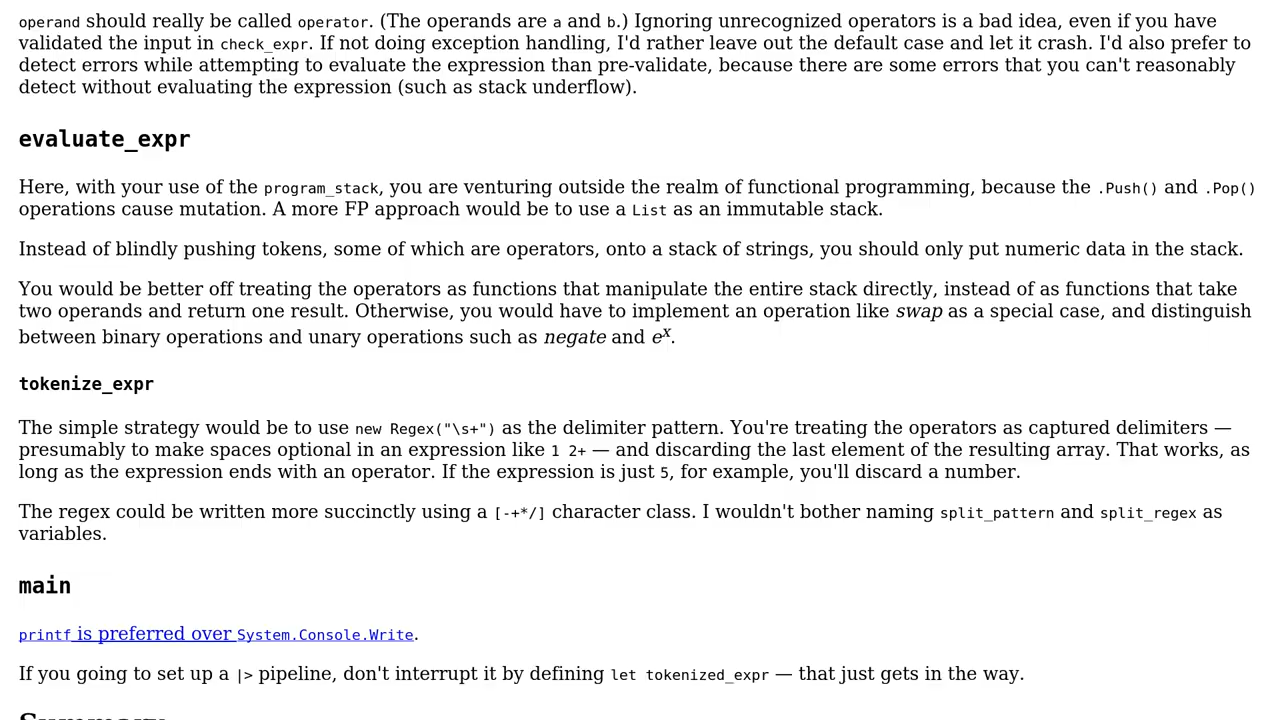 operand should really be called operator. (The operands are a and b.) Ignoring unrecognized operators is a bad idea, even if you have
validated the input in check_expr. If not doing exception handling, I'd rather leave out the default case and let it crash. I'd also prefer to
detect errors while attempting to evaluate the expression than pre-validate, because there are some errors that you can't reasonably
detect without evaluating the expression (such as stack underflow).
evaluate_expr
Here, with your use of the program_stack, you are venturing outside the realm of functional programming, because the .Push() and .Pop()
operations cause mutation. A more FP approach would be to use a List as an immutable stack.
Instead of blindly pushing tokens, some of which are operators, onto a stack of strings, you should only put numeric data in the stack.
You would be better off treating the operators as functions that manipulate the entire stack directly, instead of as functions that take
two operands and return one result. Otherwise, you would have to implement an operation like swap as a special case, and distinguish
between binary operations and unary operations such as negate and e^x.
tokenize_expr
The simple strategy would be to use new Regex("\s+") as the delimiter pattern. You're treating the operators as captured delimiters —
presumably to make spaces optional in an expression like 1 2+ — and discarding the last element of the resulting array. That works, as
long as the expression ends with an operator. If the expression is just 5, for example, you'll discard a number.
The regex could be written more succinctly using a [-+*/] character class. I wouldn't bother naming split_pattern and split_regex as
variables.
main
printf is preferred over System.Console.Write.
If you going to set up a |> pipeline, don't interrupt it by defining let tokenized_expr — that just gets in the way.
Summary